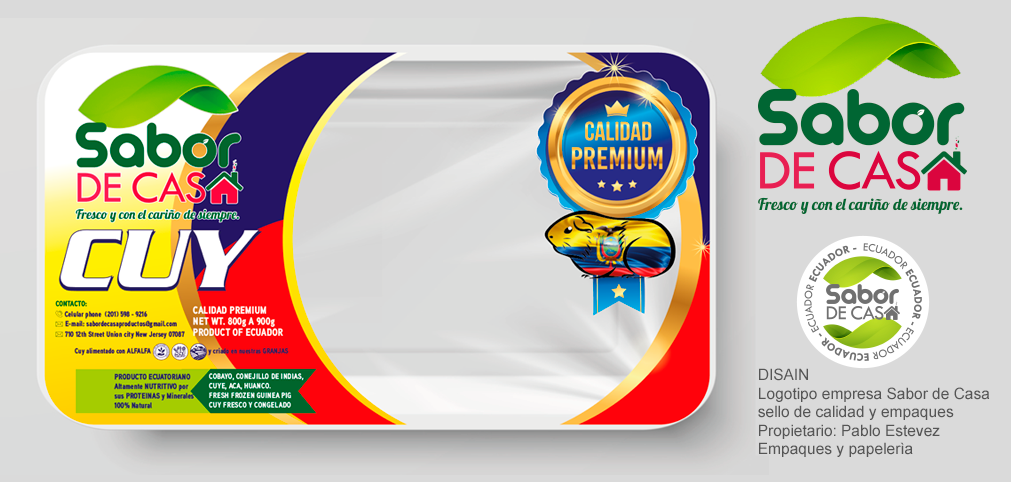 Sabor
DE CASA
Fresco y con el cariño de siempre.
CUY
CONTACTO:
Celular phone (201) 598 - 9216
E-mail: sabordecasaproductos@gmail.com
710 12th Street Union city New Jersey 07087
CALIDAD PREMIUM
NET WT. 800g A 900g
PRODUCT OF ECUADOR
Cuy alimentado con ALFALFA y criado en nuestras GRANJAS
PRODUCTO ECUATORIANO
Altamente NUTRITIVO por
sus PROTEINAS y Minerales
100% Natural
COBAYO, CONEJILLO DE INDIAS,
CUYE, ACA, HUANCO.
FRESH FROZEN GUINEA PIG
CUY FRESCO Y CONGELADO
CALIDAD
PREMIUM
Sabor
DE CASA
Fresco y con el cariño de siempre.
ECUADOR - ECUADOR ECUADOR - ECUADOR ECUADOR - ECUADOR
Sabor
DE CASA
DISAIN
Logotipo empresa Sabor de Casa
sello de calidad y empaques
Propietario: Pablo Estevez
Empaques y papeleria